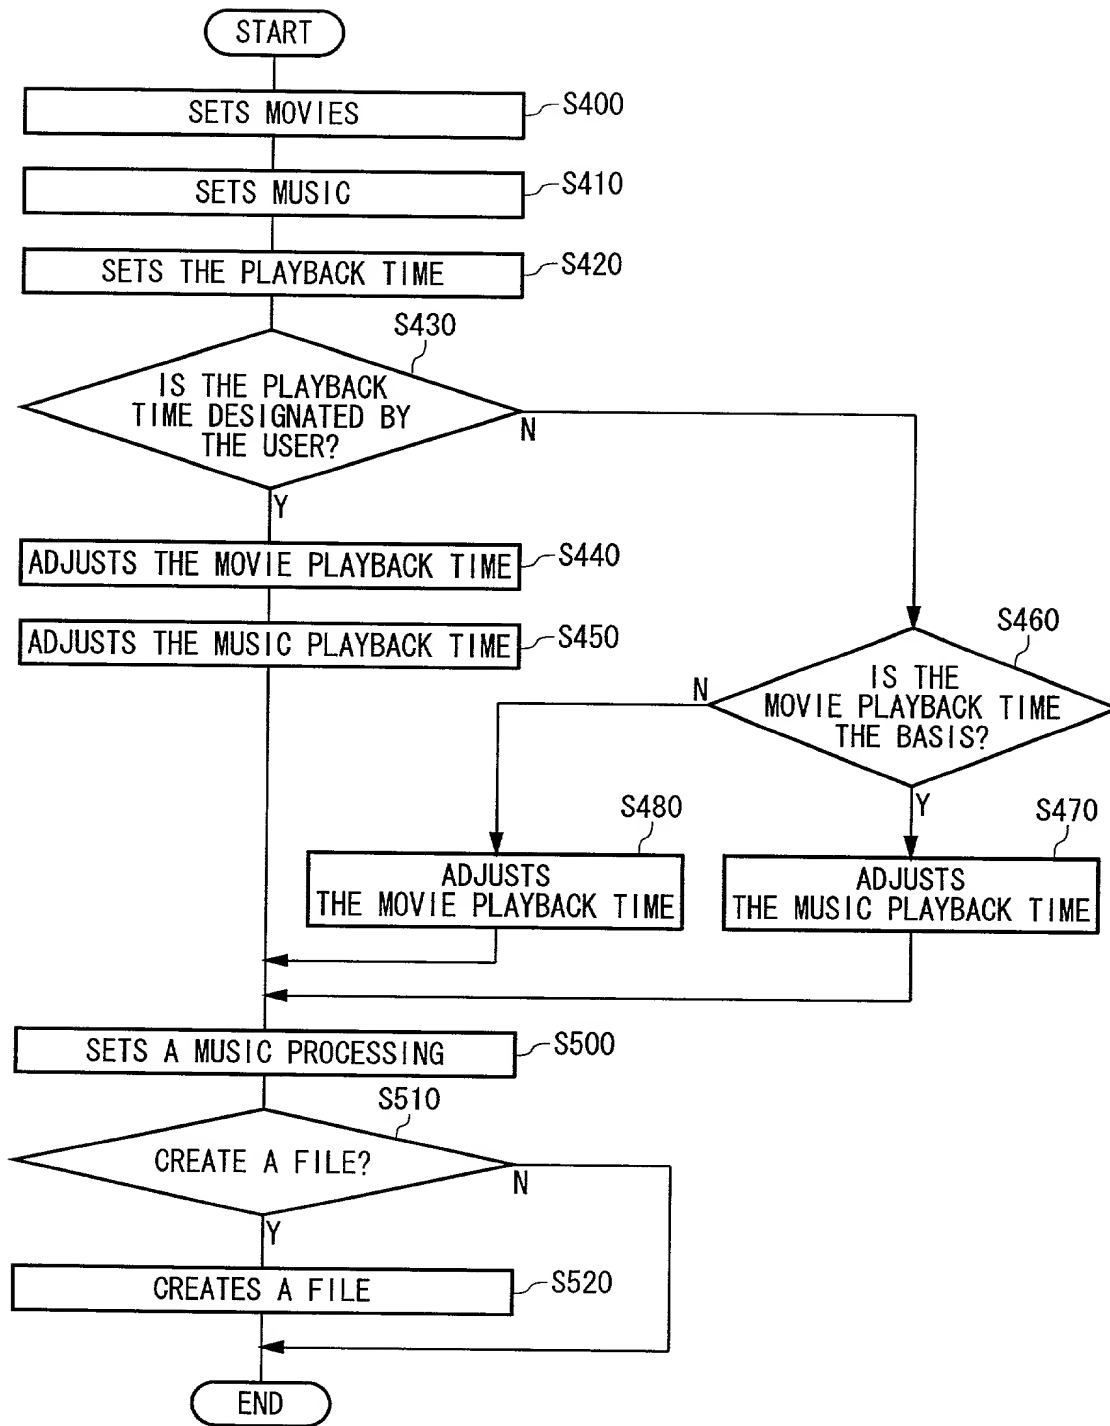 START
SETS MOVIES
S400
SETS MUSIC
S410
SETS THE PLAYBACK TIME
S420
S430
IS THE PLAYBACK
TIME DESIGNATED BY
THE USER?
N
Y
ADJUSTS THE MOVIE PLAYBACK TIME
S440
ADJUSTS THE MUSIC PLAYBACK TIME
S450
S460
IS THE
MOVIE PLAYBACK TIME
THE BASIS?
N
Y
S480
ADJUSTS
THE MOVIE PLAYBACK TIME
S470
ADJUSTS
THE MUSIC PLAYBACK TIME
SETS A MUSIC PROCESSING
S500
S510
CREATE A FILE?
N
Y
CREATES A FILE
S520
END